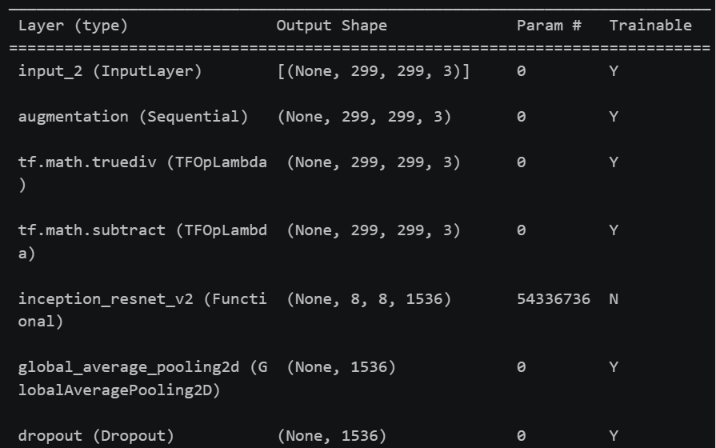 Layer (type) Output Shape Param # Trainable
input_2 (InputLayer) [(None, 299, 299, 3)] 0 Y
augmentation (Sequential) (None, 299, 299, 3) 0 Y
tf.math.truediv (TFOpLambda (None, 299, 299, 3) 0 Y
)
tf.math.subtract (TFOpLambd (None, 299, 299, 3) 0 Y
a)
inception_resnet_v2 (Functi (None, 8, 8, 1536) 54336736 N
onal)
global_average_pooling2d (G (None, 1536) 0 Y
lobalAveragePooling2D)
dropout (Dropout) (None, 1536) 0 Y